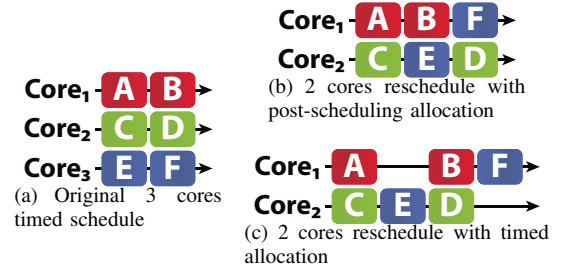 Core1 A B
Core2 C D
Core3 E F
(a) Original 3 cores
timed schedule
Core1 A B F
Core2 C E D
(b) 2 cores reschedule with
post-scheduling allocation
Core1 A B F
Core2 C E D
(c) 2 cores reschedule with timed
allocation